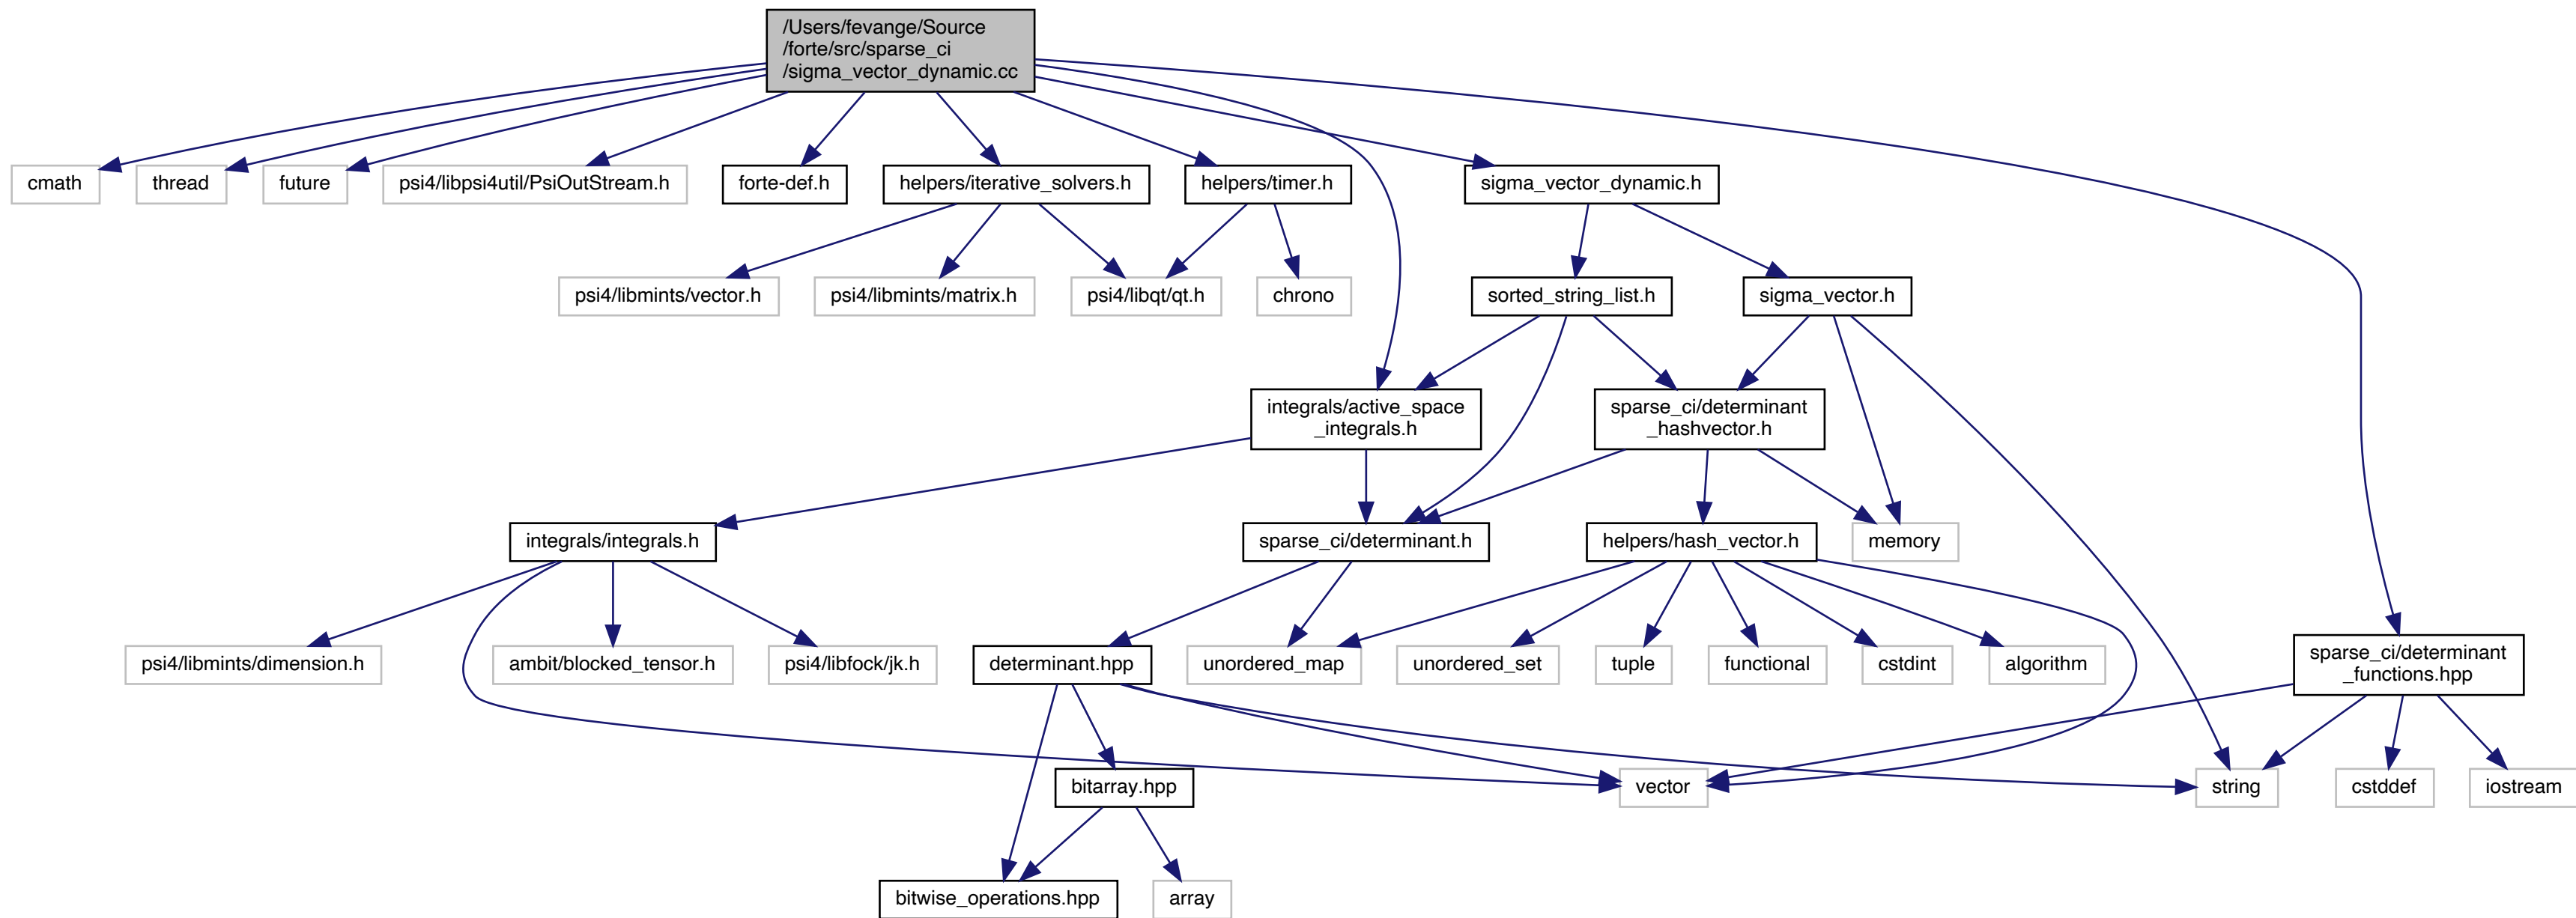 /Users/fevange/Source
/forte/src/sparse_ci
/sigma_vector_dynamic.cc
cmath
thread
future
psi4/libpsi4util/PsiOutStream.h
forte-def.h
helpers/iterative_solvers.h
helpers/timer.h
sigma_vector_dynamic.h
psi4/libmints/vector.h
psi4/libmints/matrix.h
psi4/libqt/qt.h
chrono
sorted_string_list.h
sigma_vector.h
integrals/active_space
_integrals.h
sparse_ci/determinant
_hashvector.h
integrals/integrals.h
sparse_ci/determinant.h
helpers/hash_vector.h
memory
psi4/libmints/dimension.h
ambit/blocked_tensor.h
psi4/libfock/jk.h
determinant.hpp
unordered_map
unordered_set
tuple
functional
cstdint
algorithm
sparse_ci/determinant
_functions.hpp
bitarray.hpp
vector
string
cstddef
iostream
bitwise_operations.hpp
array